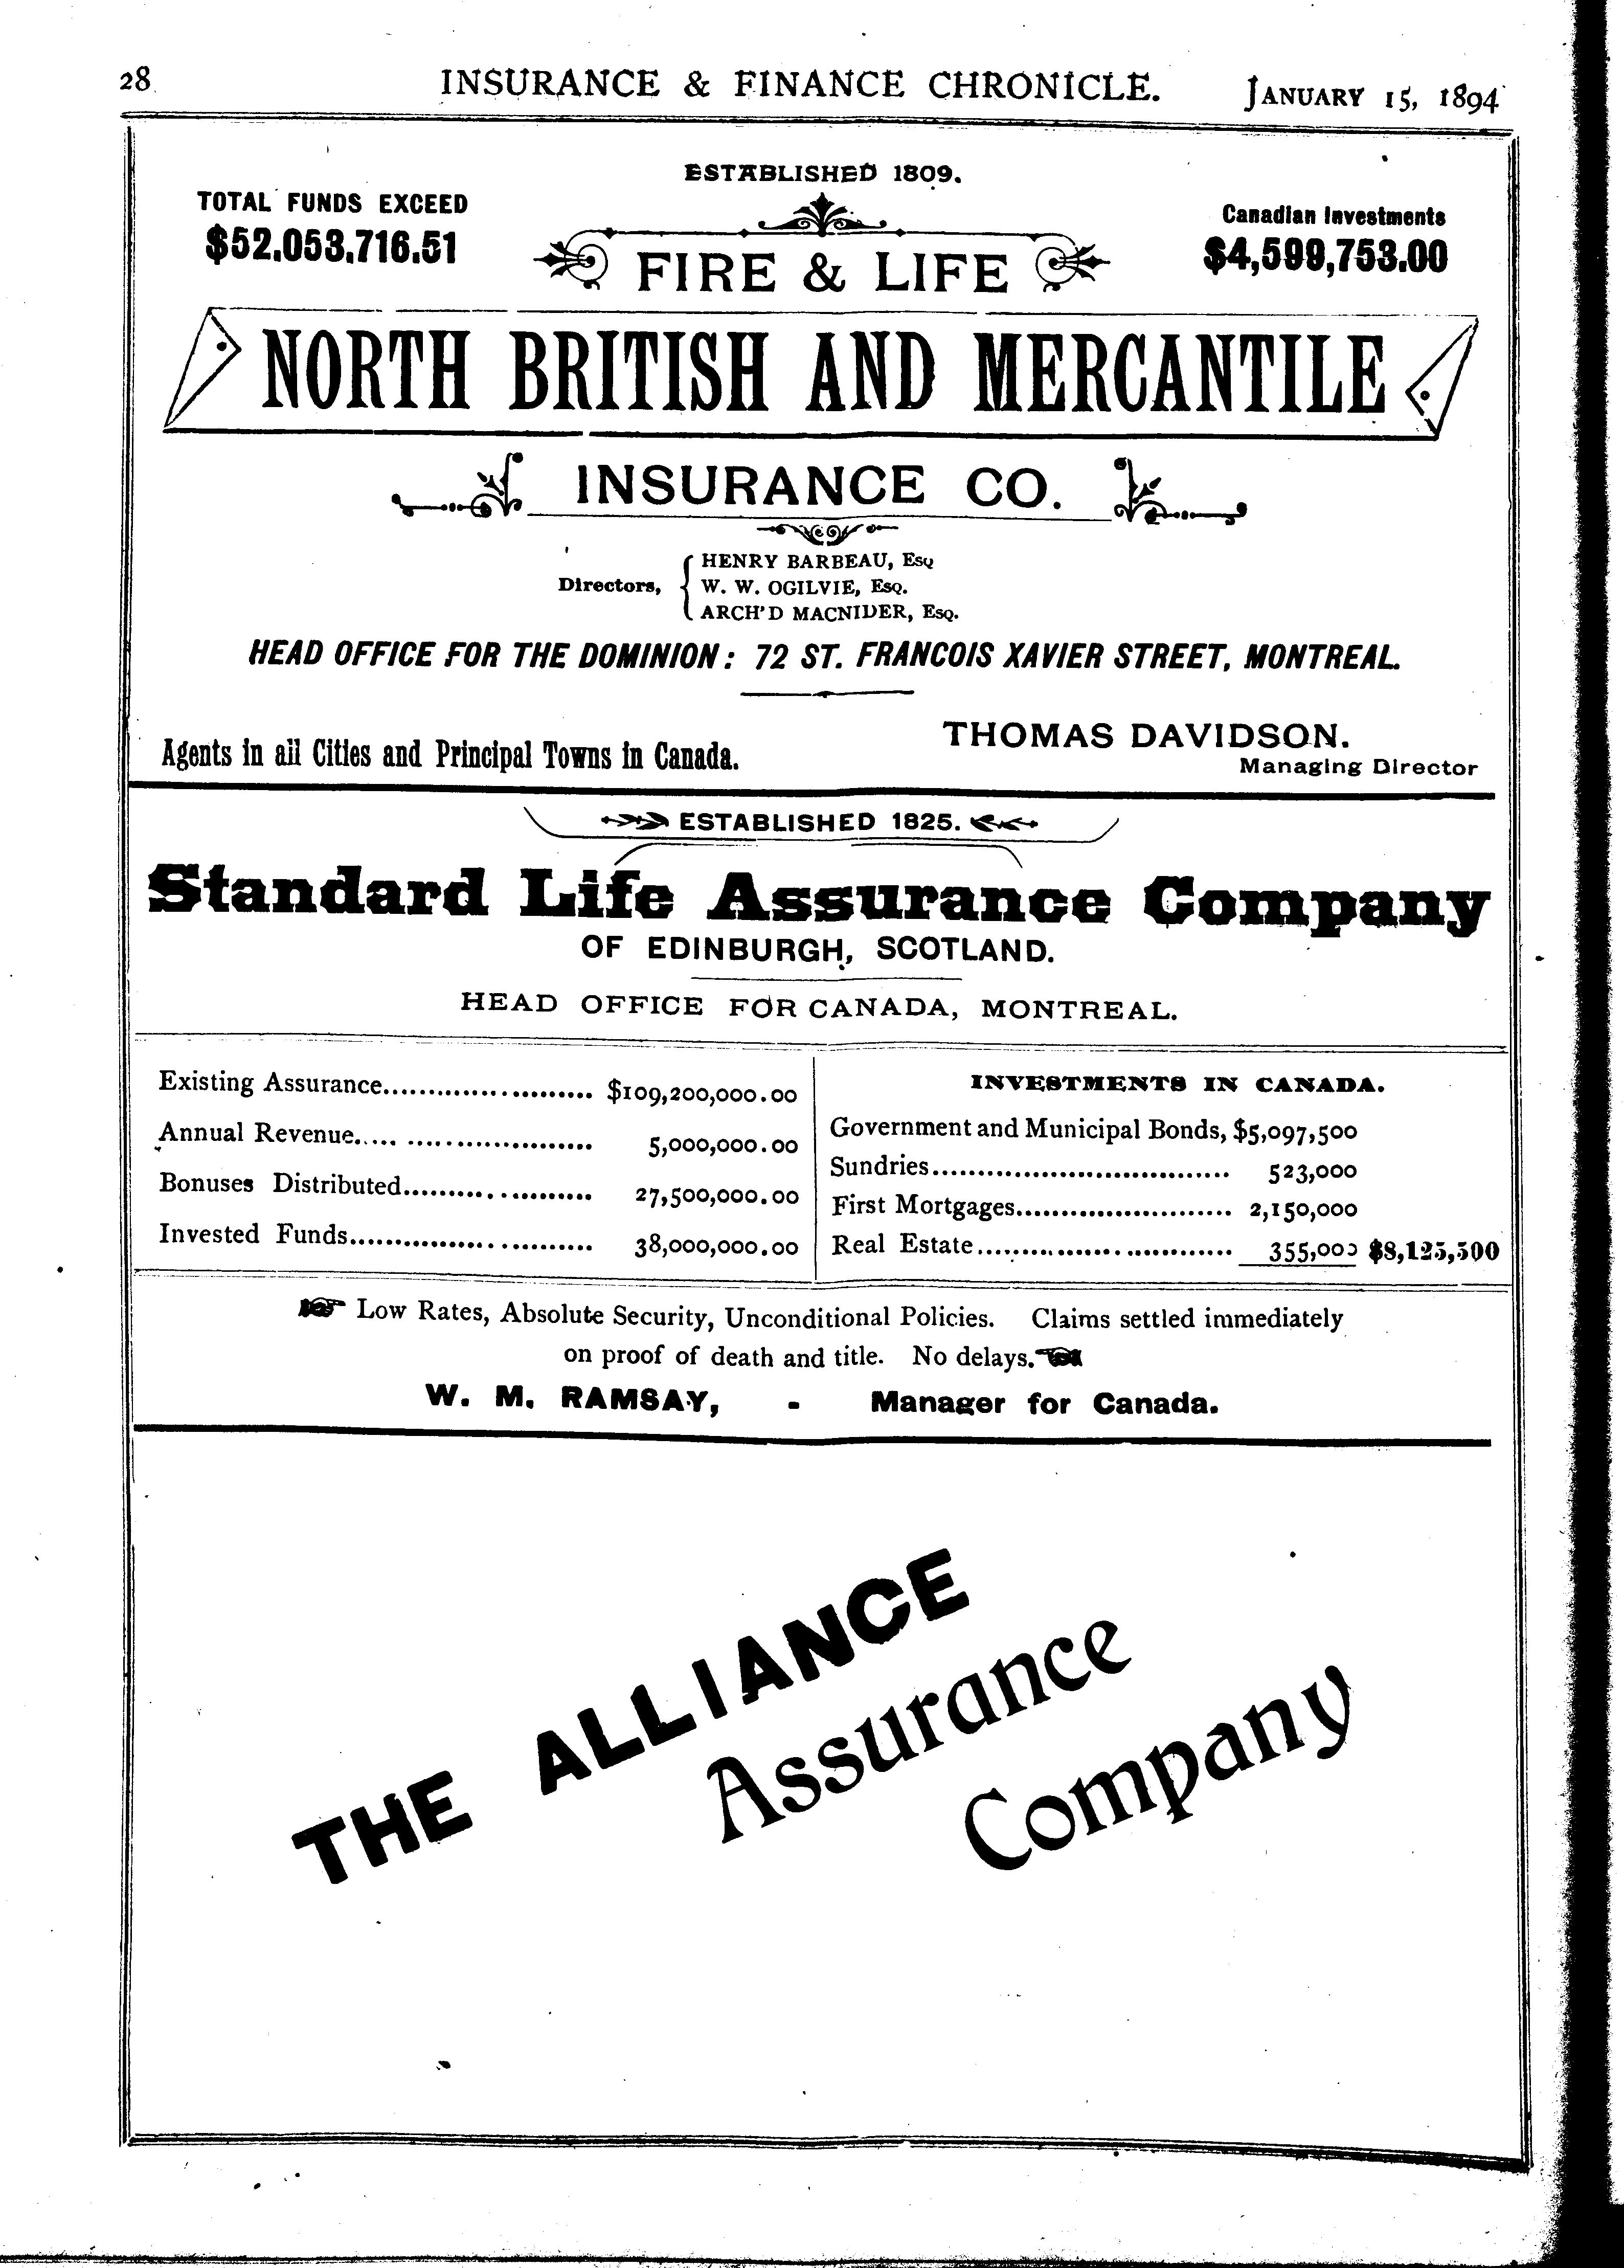 28
INSURANCE & FINANCE CHRONICLE.
JANUARY 15, 1894
ESTABLISHED 1809.
TOTAL FUNDS EXCEED
$52,053,716.51
Canadian Investments
$4,599,753.00
FIRE & LIFE
NORTH BRITISH AND MERCANTILE
INSURANCE CO.
Directors,
HENRY BARBEAU, Esq
W. W. OGILVIE, Esq.
ARCH'D MACNIDER, Esq.
HEAD OFFICE FOR THE DOMINION: 72 ST. FRANCOIS XAVIER STREET, MONTREAL.
Agents in all Cities and Principal Towns in Canada.
THOMAS DAVIDSON.
Managing Director
ESTABLISHED 1825.
Standard Life Assurance Company
OF EDINBURGH, SCOTLAND.
HEAD OFFICE FOR CANADA, MONTREAL.
Existing Assurance........................ $109,200,000.00
Annual Revenue........................ 5,000,000.00
Bonuses Distributed..................... 27,500,000.00
Invested Funds........................... 38,000,000.00
INVESTMENTS IN CANADA.
Government and Municipal Bonds, $5,097,500
Sundries................................. 523,000
First Mortgages........................ 2,150,000
Real Estate............................ 355,000 $8,125,500
Low Rates, Absolute Security, Unconditional Policies. Claims settled immediately
on proof of death and title. No delays.
W. M. RAMSAY, - Manager for Canada.
THE ALLIANCE
Assurance
Company